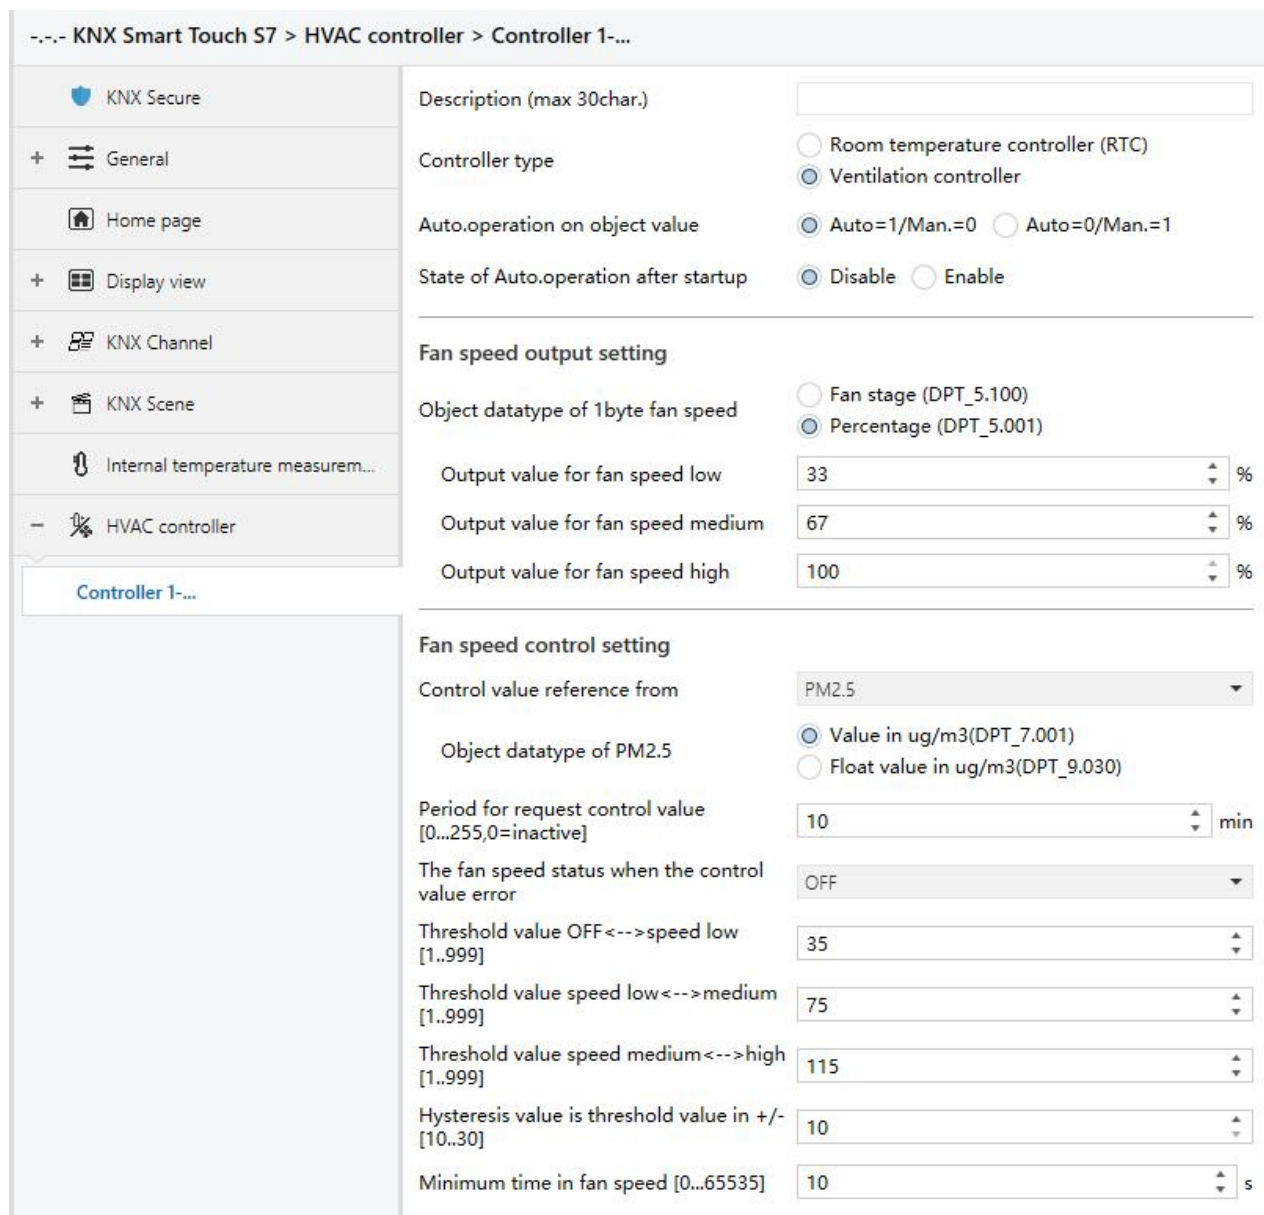 -.-.- KNX Smart Touch S7 > HVAC controller > Controller 1-...
KNX Secure
+ General
Home page
+ Display view
+ KNX Channel
+ KNX Scene
Internal temperature measurem...
− HVAC controller
Controller 1-...
Description (max 30char.)
Controller type
Room temperature controller (RTC)
Ventilation controller
Auto.operation on object value
Auto=1/Man.=0 Auto=0/Man.=1
State of Auto.operation after startup
Disable Enable
Fan speed output setting
Object datatype of 1byte fan speed
Fan stage (DPT_5.100)
Percentage (DPT_5.001)
Output value for fan speed low 33 %
Output value for fan speed medium 67 %
Output value for fan speed high 100 %
Fan speed control setting
Control value reference from PM2.5
Object datatype of PM2.5
Value in ug/m3(DPT_7.001)
Float value in ug/m3(DPT_9.030)
Period for request control value
[0...255,0=inactive]
10 min
The fan speed status when the control
value error
OFF
Threshold value OFF<-->speed low
[1..999]
35
Threshold value speed low<-->medium
[1..999]
75
Threshold value speed medium<-->high
[1..999]
115
Hysteresis value is threshold value in +/-
[10..30]
10
Minimum time in fan speed [0...65535] 10 s